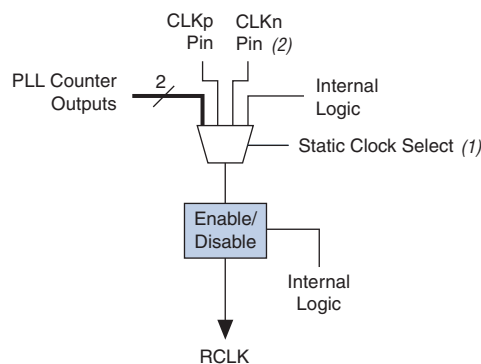 CLKp
Pin
CLKn
Pin (2)
PLL Counter
Outputs
2
Internal
Logic
Static Clock Select (1)
Enable/
Disable
Internal
Logic
RCLK